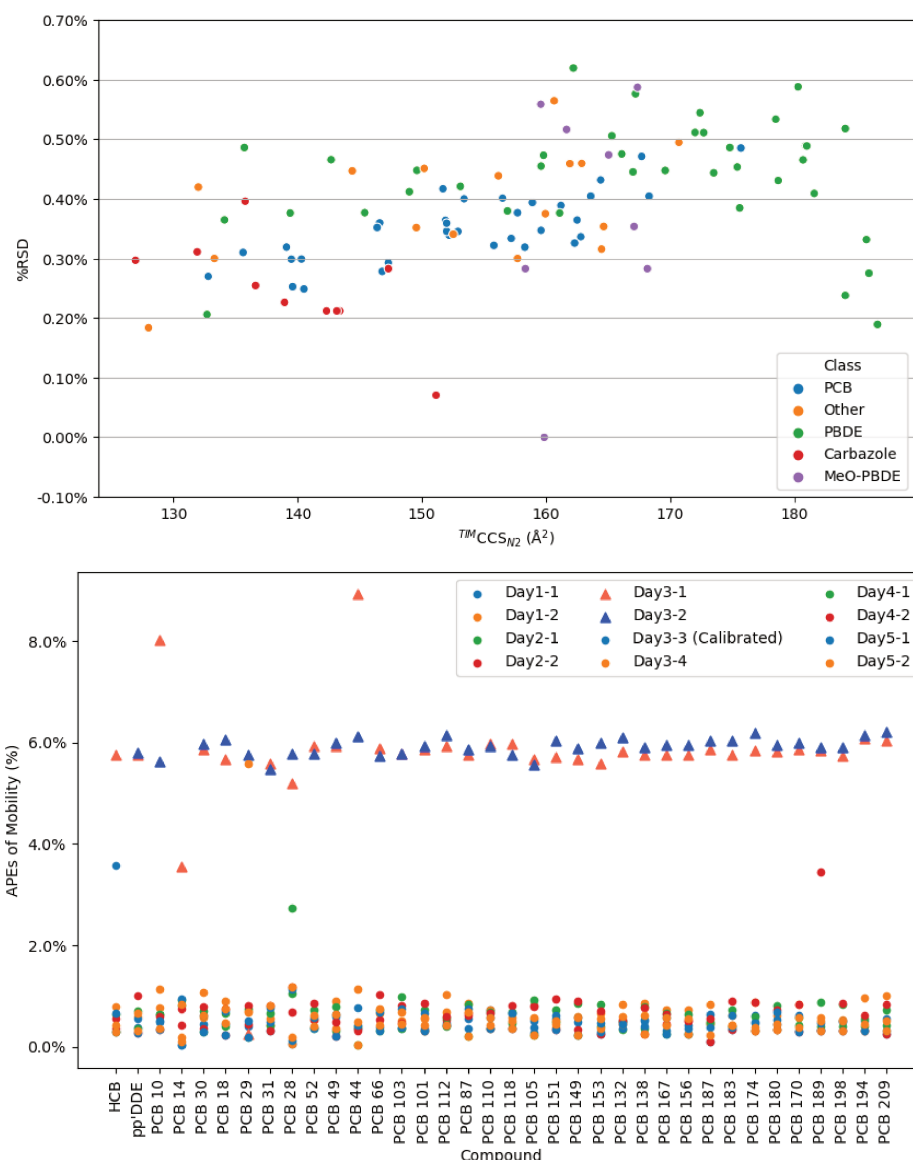 0.70%
0.60%
0.50%
0.40%
0.30%
0.20%
0.10%
0.00%
-0.10%
%RSD
130 140 150 160 170 180
TIMCCSN2 (Å²)
Class
PCB
Other
PBDE
Carbazole
MeO-PBDE
8.0%
6.0%
4.0%
2.0%
0.0%
APEs of Mobility (%)
Day1-1
Day1-2
Day2-1
Day2-2
Day3-1
Day3-2
Day3-3 (Calibrated)
Day3-4
Day4-1
Day4-2
Day5-1
Day5-2
HCB
pp'DDE
PCB 10
PCB 14
PCB 30
PCB 18
PCB 29
PCB 31
PCB 28
PCB 52
PCB 49
PCB 44
PCB 66
PCB 103
PCB 101
PCB 112
PCB 87
PCB 110
PCB 118
PCB 105
PCB 151
PCB 149
PCB 153
PCB 132
PCB 138
PCB 167
PCB 156
PCB 187
PCB 183
PCB 174
PCB 180
PCB 170
PCB 189
PCB 198
PCB 194
PCB 209
Compound